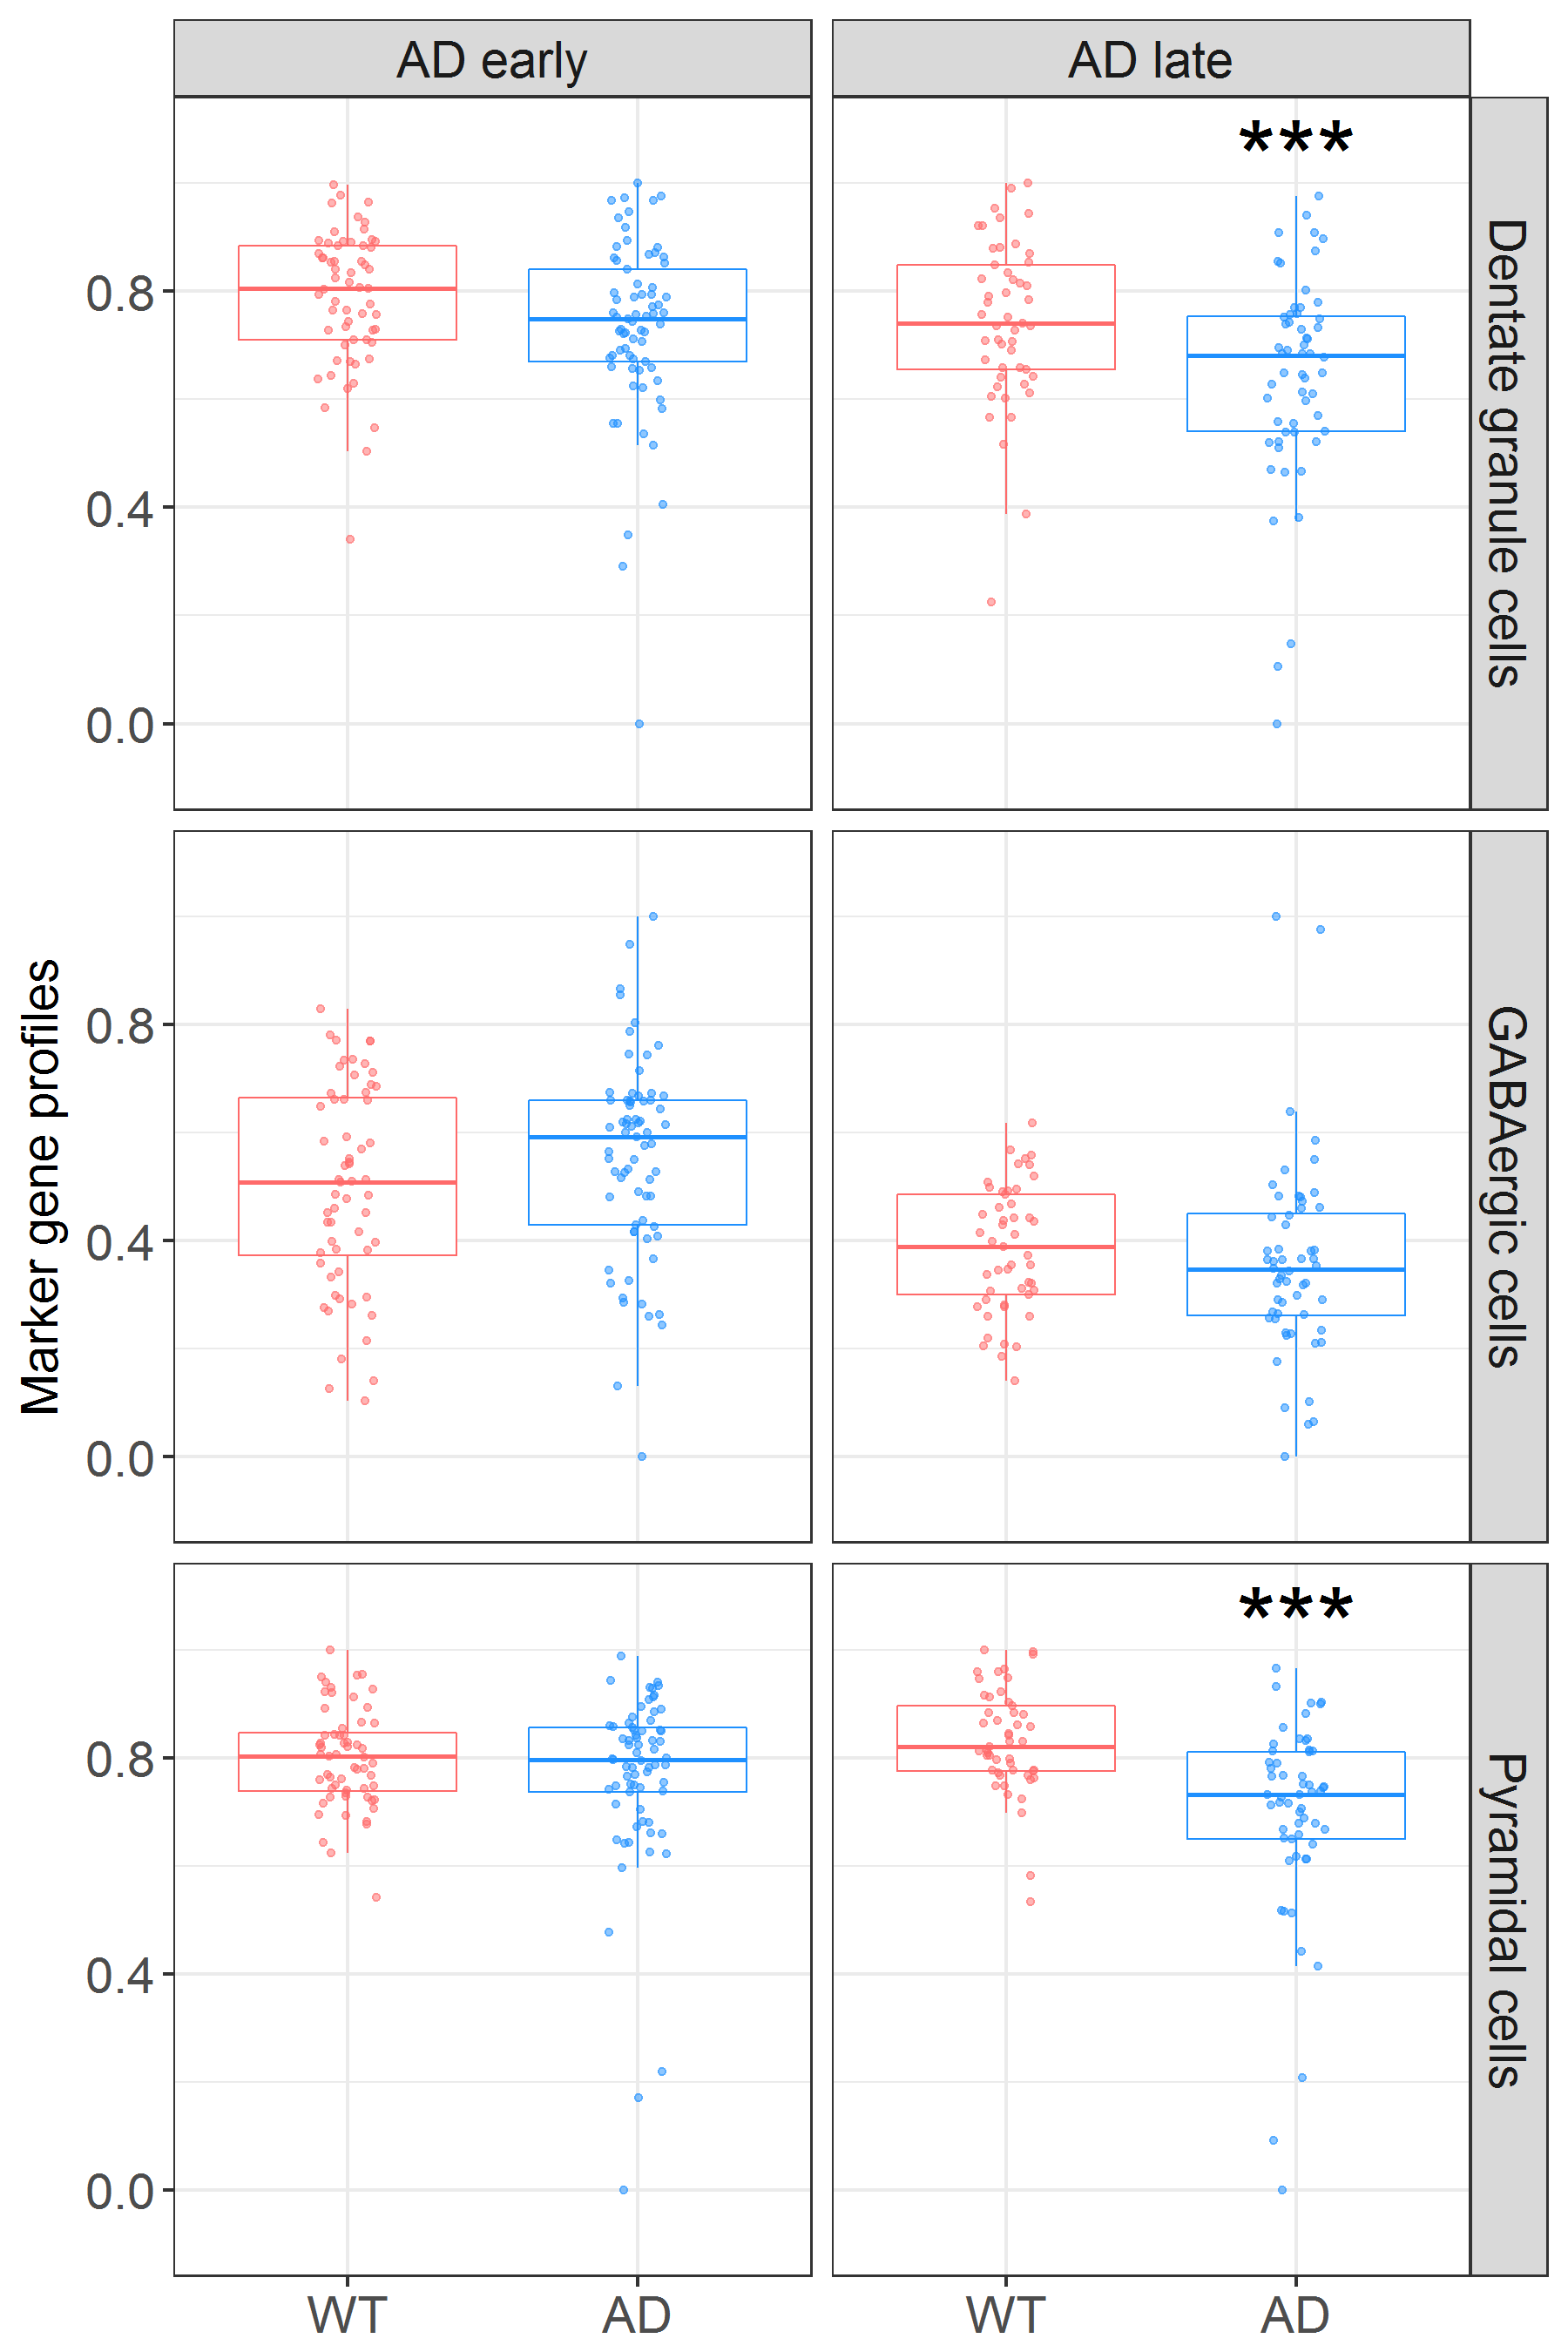 AD early
AD late
***
0.8
0.4
0.0
Dentate granule cells
Marker gene profiles
0.8
0.4
0.0
GABAergic cells
***
0.8
0.4
0.0
Pyramidal cells
WT
AD
WT
AD